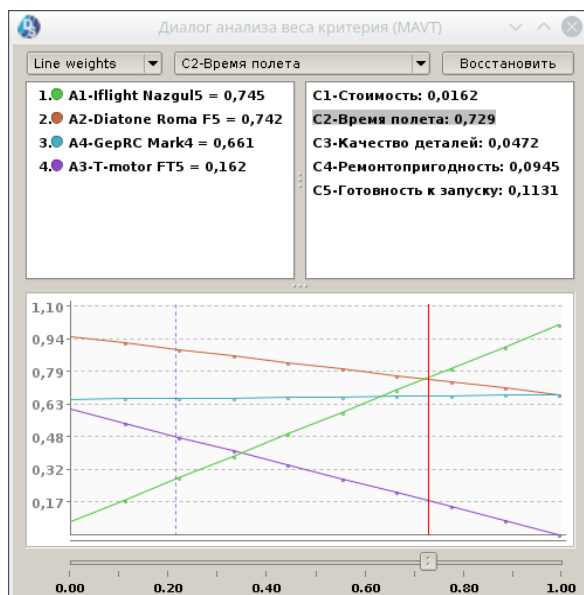 Диалог анализа веса критерия (MAVT)
Line weights
C2-Время полета
Восстановить
1. A1-Iflight Nazgul5 = 0,745
2. A2-Diatone Roma F5 = 0,742
3. A4-GepRC Mark4 = 0,661
4. A3-T-motor FT5 = 0,162
C1-Стоимость: 0,0162
C2-Время полета: 0,729
C3-Качество деталей: 0,0472
C4-Ремонтопригодность: 0,0945
C5-Готовность к запуску: 0,1131
1,10
0,94
0,79
0,63
0,48
0,32
0,17
0.00 0.20 0.40 0.60 0.80 1.00